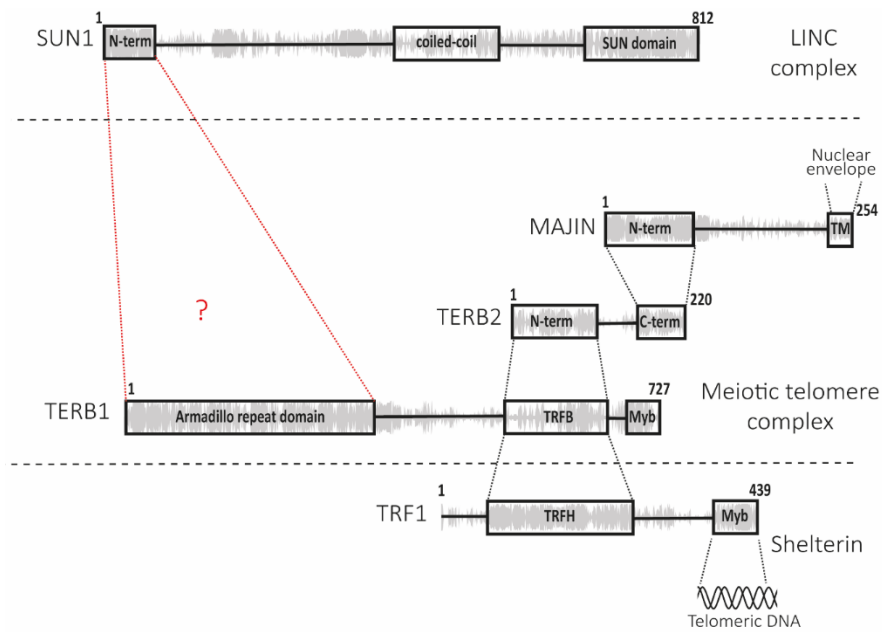 1
812
SUN1
N-term
coiled-coil
SUN domain
LINC
complex
Nuclear
envelope
1
254
MAJIN
N-term
TM
1
220
TERB2
N-term
C-term
?
1
727
TERB1
Armadillo repeat domain
TRFB
Myb
Meiotic telomere
complex
1
439
TRF1
TRFH
Myb
Shelterin
Telomeric DNA